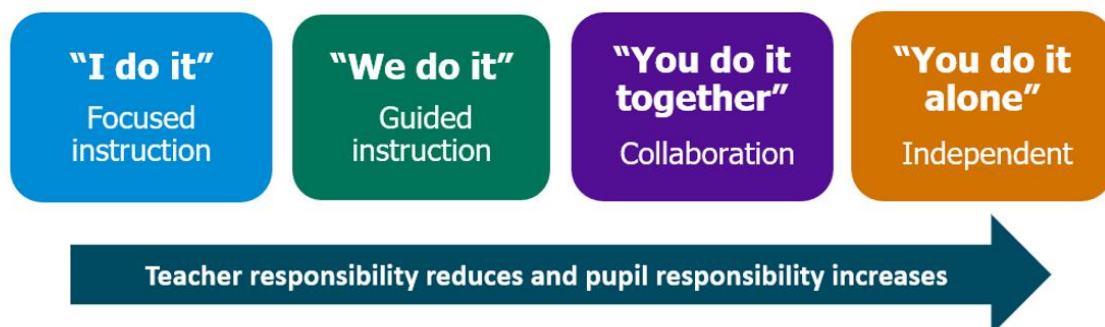 “I do it”
Focused
instruction
“We do it”
Guided
instruction
“You do it
together”
Collaboration
“You do it
alone”
Independent
Teacher responsibility reduces and pupil responsibility increases